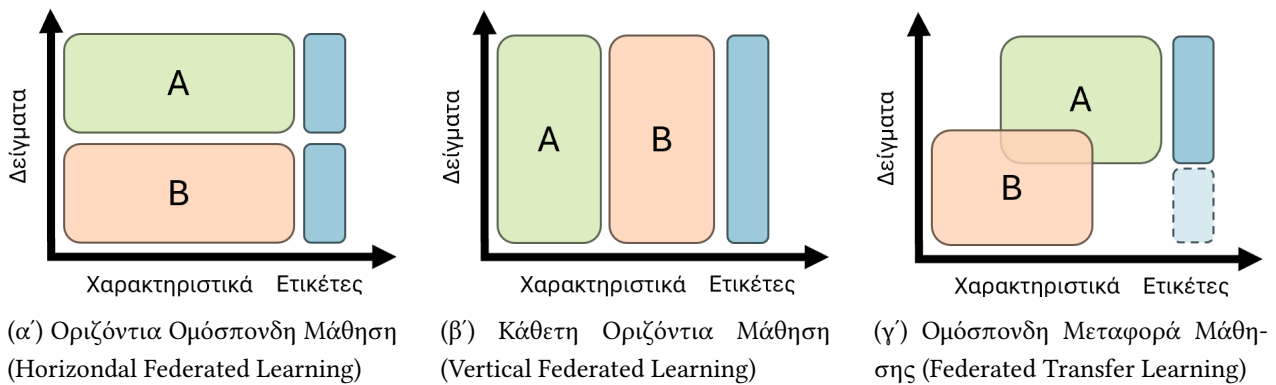 Δείγματα
A
B
Χαρακτηριστικά Ετικέτες
(α΄) Οριζόντια Ομόσπονδη Μάθηση
(Horizondal Federated Learning)
Δείγματα
A
B
Χαρακτηριστικά Ετικέτες
(β΄) Κάθετη Οριζόντια Μάθηση
(Vertical Federated Learning)
Δείγματα
A
B
Χαρακτηριστικά Ετικέτες
(γ΄) Ομόσπονδη Μεταφορά Μάθη-
σης (Federated Transfer Learning)